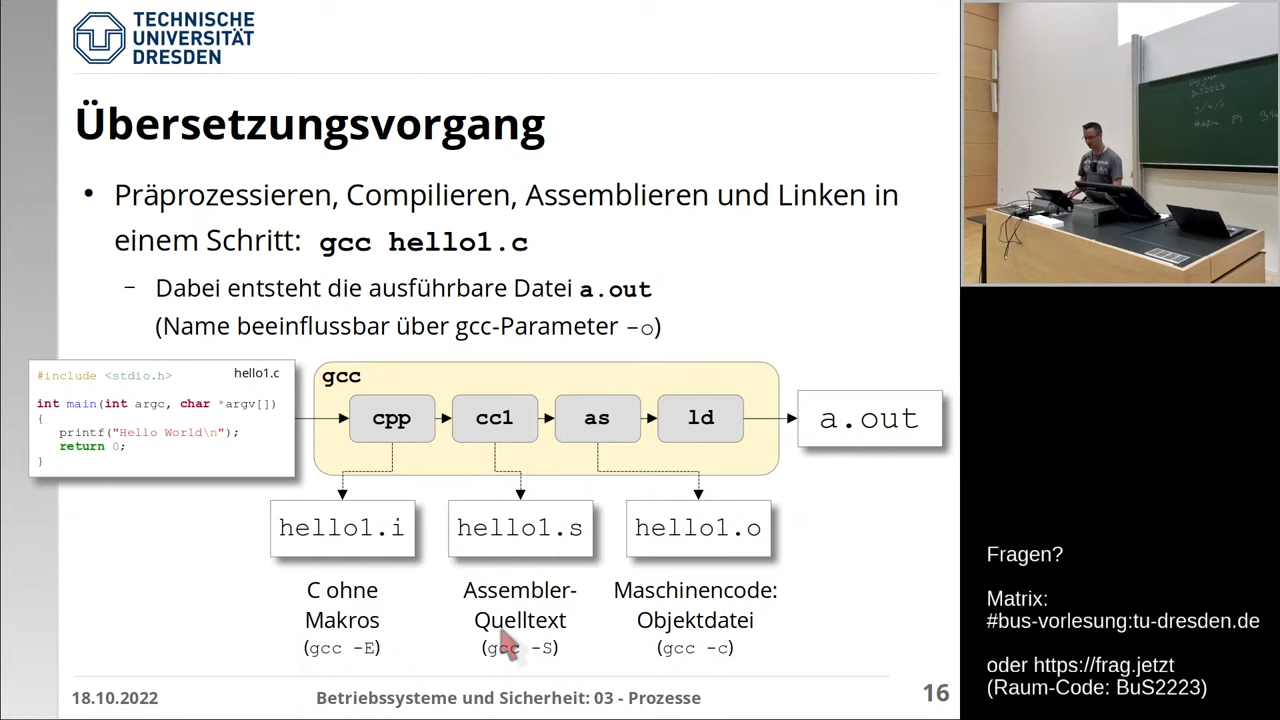 TECHNISCHE
UNIVERSITÄT
DRESDEN
Übersetzungsvorgang
• Präprozessieren, Compilieren, Assemblieren und Linken in
einem Schritt: gcc hello1.c
– Dabei entsteht die ausführbare Datei a.out
(Name beeinflussbar über gcc-Parameter -o)
hello1.c
#include <stdio.h>
int main(int argc, char *argv[])
{
printf("Hello World\n");
return 0;
}
gcc
cpp
cc1
as
ld
a.out
hello1.i
hello1.s
hello1.o
C ohne
Makros
(gcc -E)
Assembler-
Quelltext
(gcc -S)
Maschinencode:
Objektdatei
(gcc -c)
18.10.2022
Betriebssysteme und Sicherheit: 03 - Prozesse
16
Fragen?
Matrix:
#bus-vorlesung:tu-dresden.de
oder https://frag.jetzt
(Raum-Code: BuS2223)